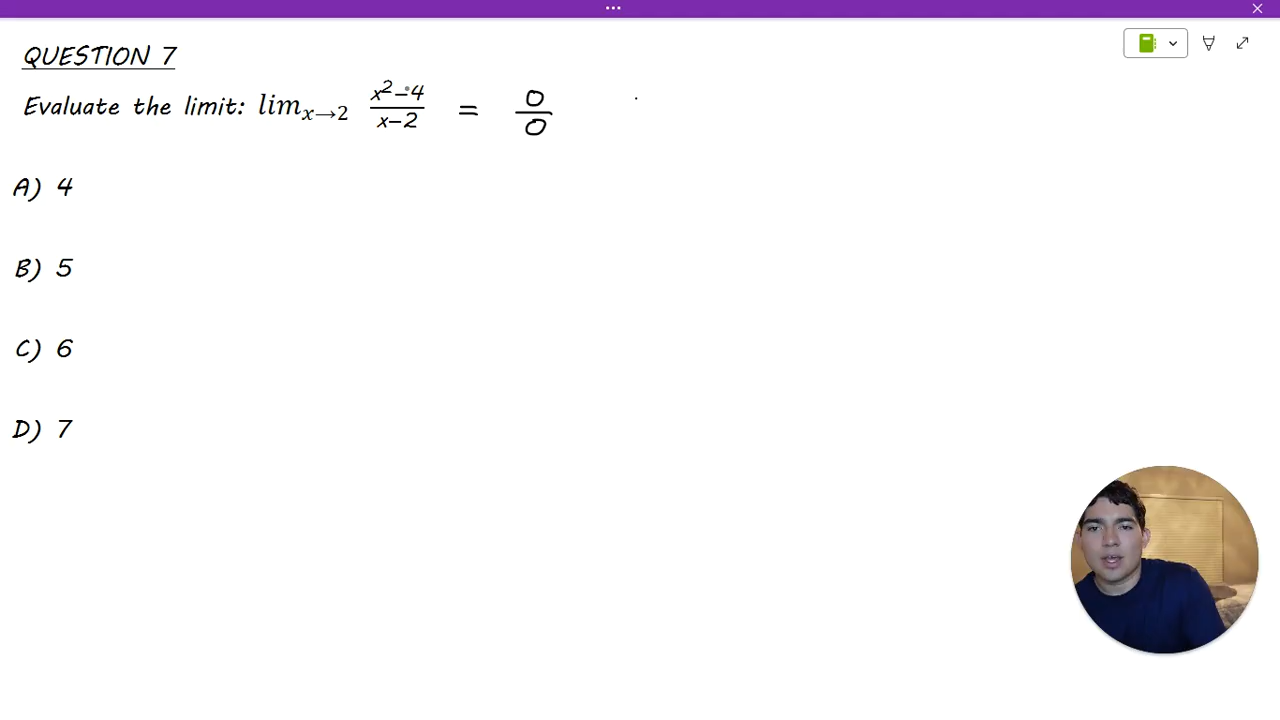 QUESTION 7
Evaluate the limit: lim x→2 x²-4/x-2 = 0/0
A) 4
B) 5
C) 6
D) 7